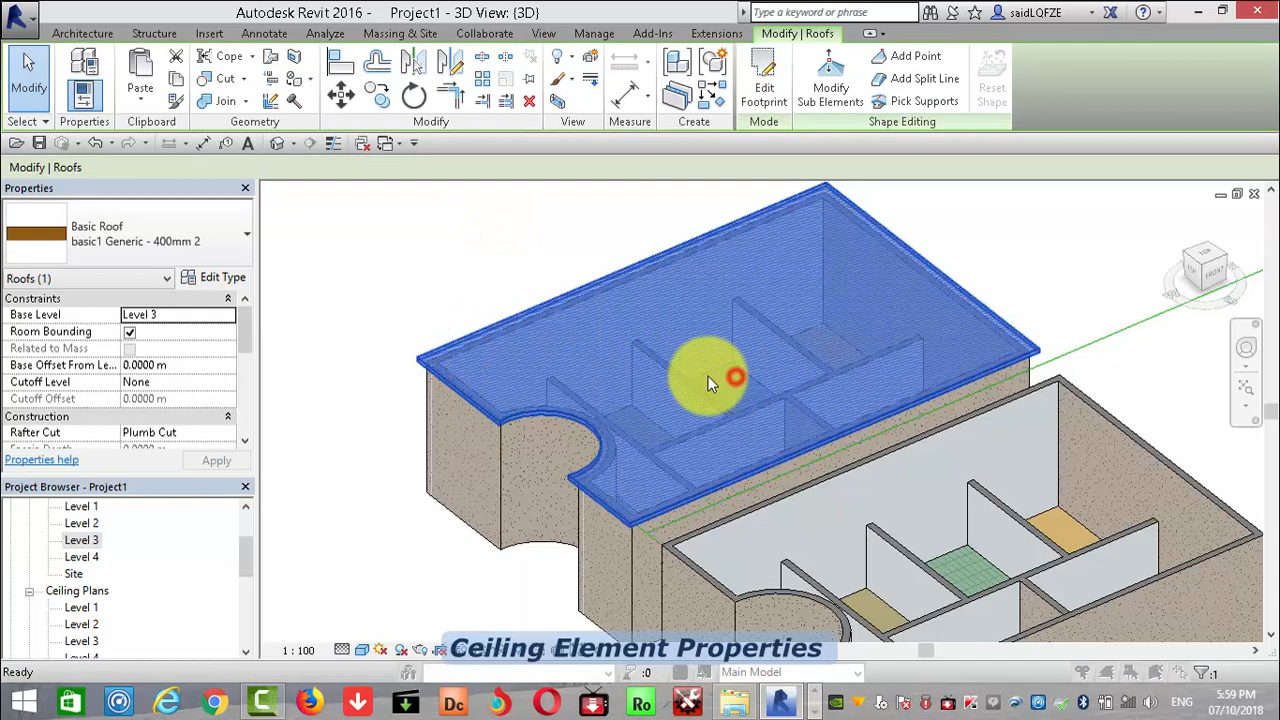 Autodesk Revit 2016 - Project1 - 3D View: {3D}
Type a keyword or phrase
saidLQFZE
Architecture Structure Insert Annotate Analyze Massing & Site Collaborate View Manage Add-Ins Extensions Modify | Roofs
Modify
Select
Properties
Paste
Clipboard
Cope
Cut
Join
Geometry
Modify
View
Measure
Create
Edit
Footprint
Mode
Modify
Sub Elements
Add Point
Add Split Line
Pick Supports
Reset
Shape
Shape Editing
Modify | Roofs
Properties
Basic Roof
basic1 Generic - 400mm 2
Roofs (1)
Edit Type
Constraints
Base Level Level 3
Room Bounding
Related to Mass
Base Offset From Le... 0.0000 m
Cutoff Level None
Cutoff Offset 0.0000 m
Construction
Rafter Cut Plumb Cut
Properties help
Apply
Project Browser - Project1
Level 1
Level 2
Level 3
Level 4
Site
Ceiling Plans
Level 1
Level 2
Level 3
TOP
FRONT
1 : 100
Ceiling Element Properties
Ready
:0
Main Model
:1
ENG
5:59 PM
07/10/2018